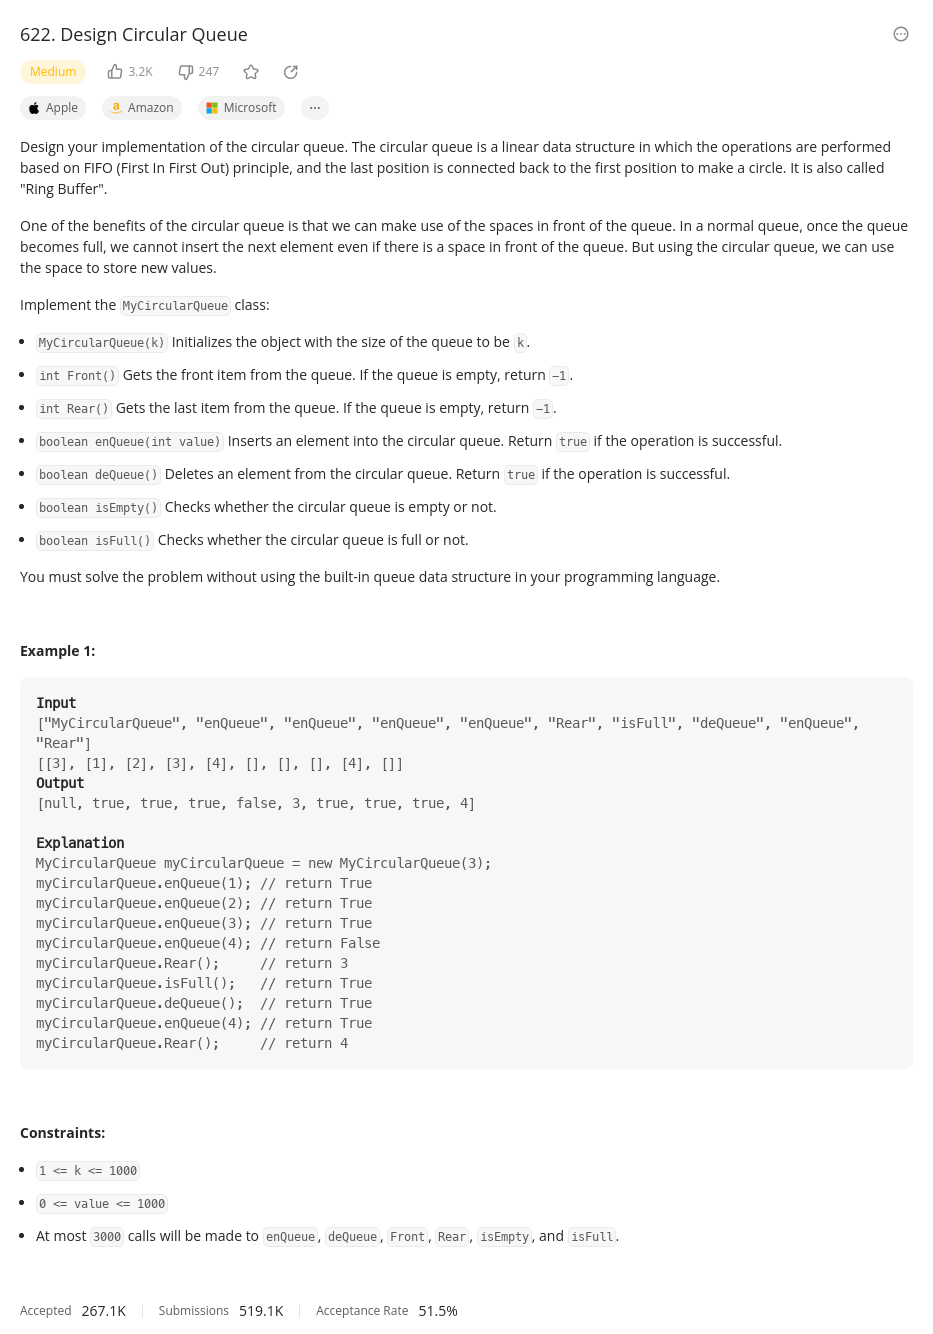 622. Design Circular Queue
Medium 3.2K 247
Apple Amazon Microsoft ...
Design your implementation of the circular queue. The circular queue is a linear data structure in which the operations are performed
based on FIFO (First In First Out) principle, and the last position is connected back to the first position to make a circle. It is also called
"Ring Buffer".
One of the benefits of the circular queue is that we can make use of the spaces in front of the queue. In a normal queue, once the queue
becomes full, we cannot insert the next element even if there is a space in front of the queue. But using the circular queue, we can use
the space to store new values.
Implement the MyCircularQueue class:
• MyCircularQueue(k) Initializes the object with the size of the queue to be k.
• int Front() Gets the front item from the queue. If the queue is empty, return -1.
• int Rear() Gets the last item from the queue. If the queue is empty, return -1.
• boolean enQueue(int value) Inserts an element into the circular queue. Return true if the operation is successful.
• boolean deQueue() Deletes an element from the circular queue. Return true if the operation is successful.
• boolean isEmpty() Checks whether the circular queue is empty or not.
• boolean isFull() Checks whether the circular queue is full or not.
You must solve the problem without using the built-in queue data structure in your programming language.
Example 1:
Input
["MyCircularQueue", "enQueue", "enQueue", "enQueue", "enQueue", "Rear", "isFull", "deQueue", "enQueue",
"Rear"]
[[3], [1], [2], [3], [4], [], [], [], [4], []]
Output
[null, true, true, true, false, 3, true, true, true, 4]
Explanation
MyCircularQueue myCircularQueue = new MyCircularQueue(3);
myCircularQueue.enQueue(1); // return True
myCircularQueue.enQueue(2); // return True
myCircularQueue.enQueue(3); // return True
myCircularQueue.enQueue(4); // return False
myCircularQueue.Rear();     // return 3
myCircularQueue.isFull();   // return True
myCircularQueue.deQueue();  // return True
myCircularQueue.enQueue(4); // return True
myCircularQueue.Rear();     // return 4
Constraints:
• 1 <= k <= 1000
• 0 <= value <= 1000
• At most 3000 calls will be made to enQueue, deQueue, Front, Rear, isEmpty, and isFull.
Accepted 267.1K Submissions 519.1K Acceptance Rate 51.5%